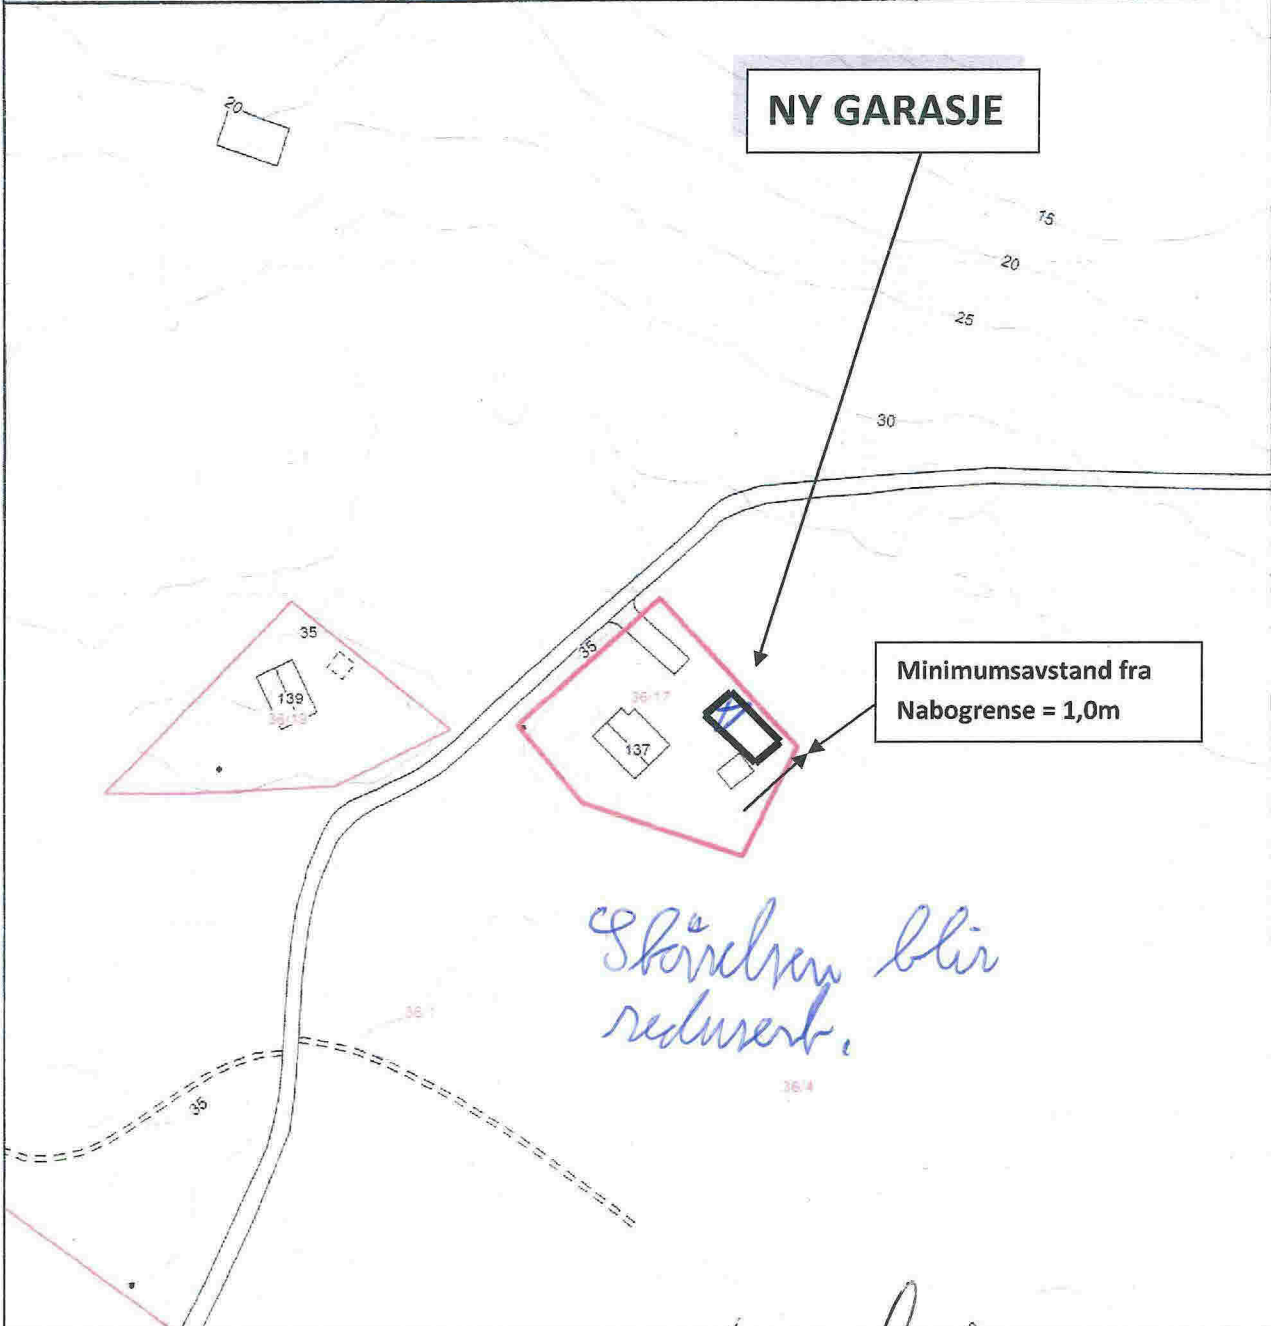 20
NY GARASJE
15
20
25
30
35
35
Minimumsavstand fra
Nabogrense = 1,0m
139
36/17
137
Størrelsen blir
redusert.
36/1
36/4
35